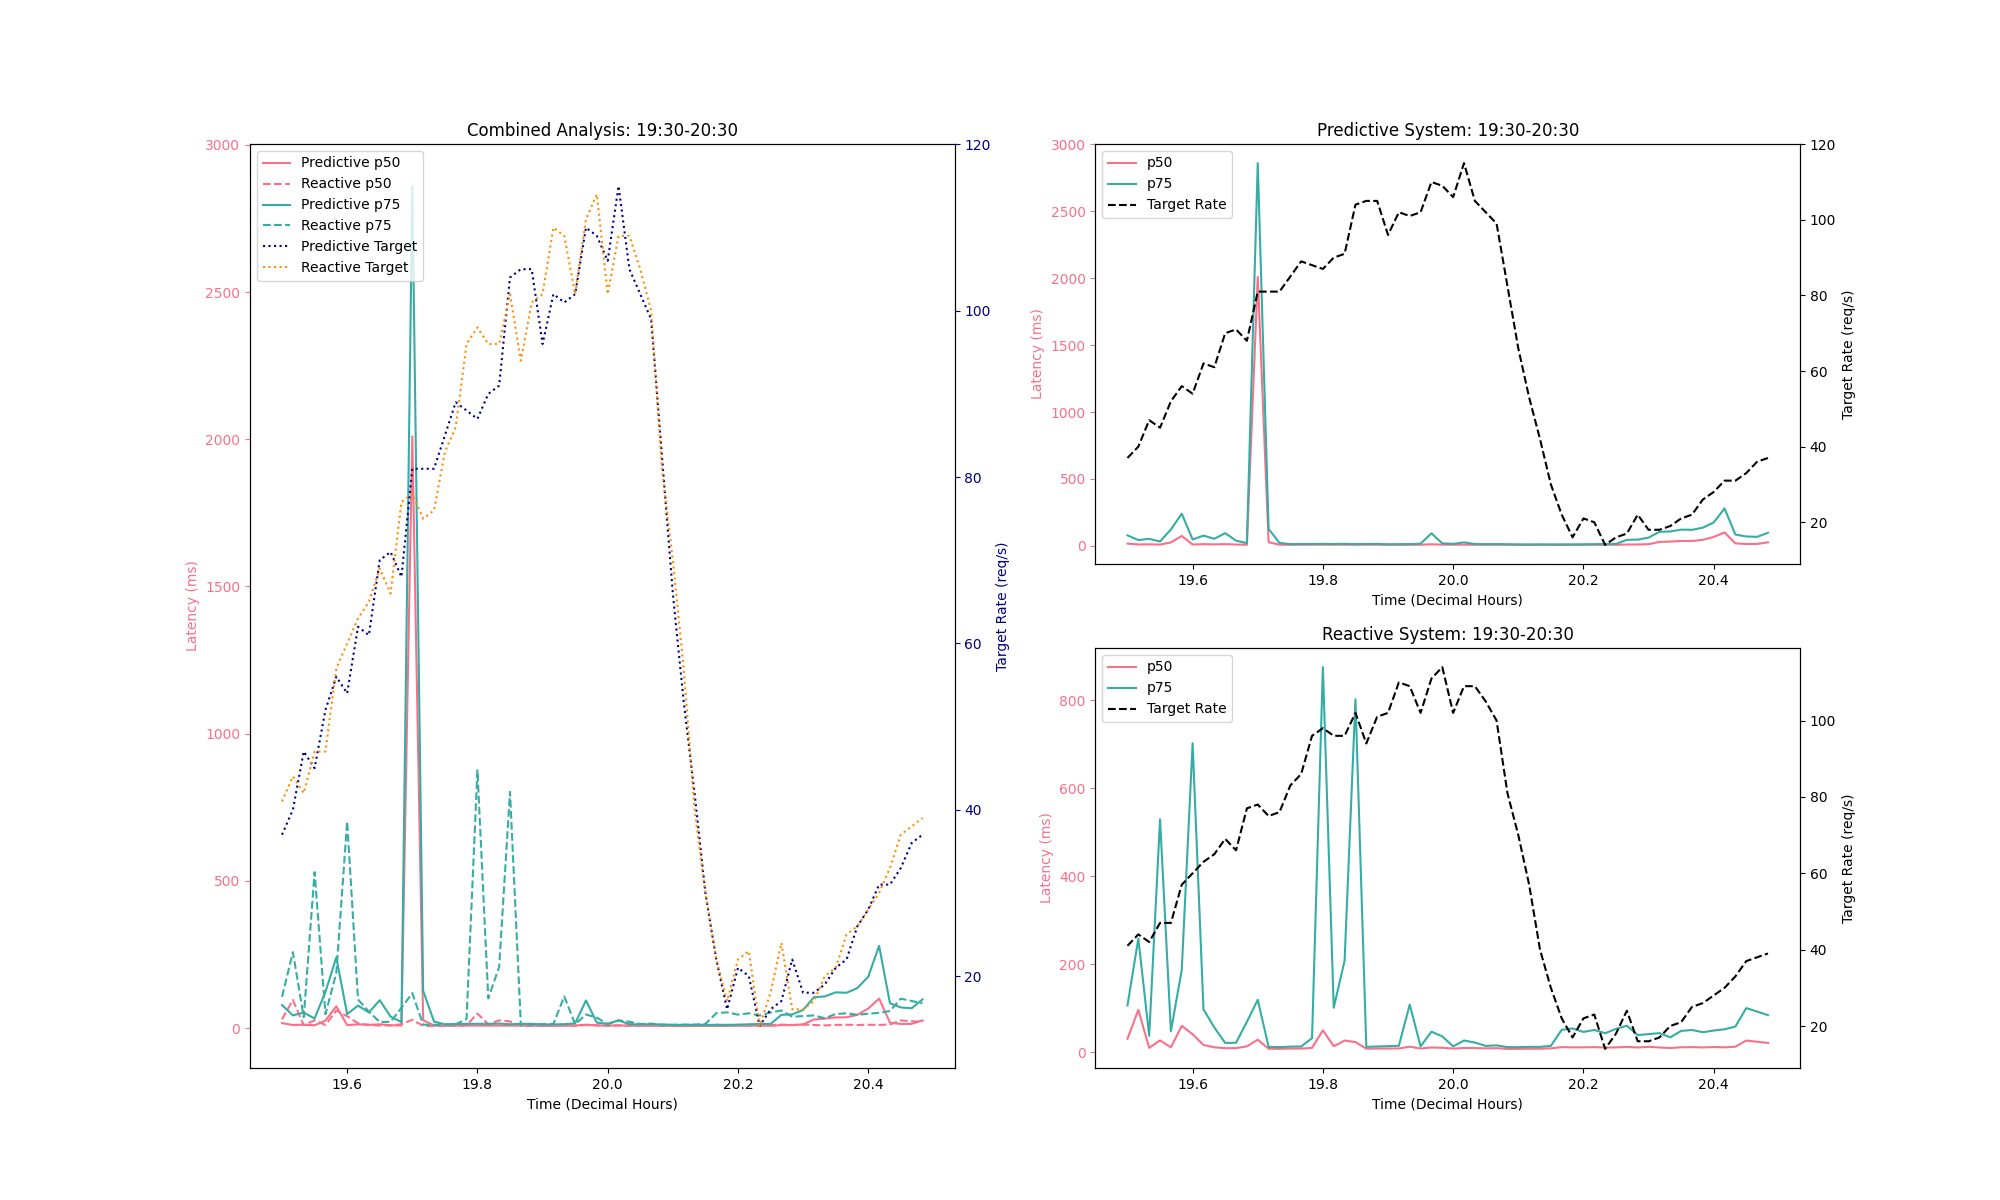 Combined Analysis: 19:30-20:30
Predictive p50
Reactive p50
Predictive p75
Reactive p75
Predictive Target
Reactive Target
3000
2500
2000
1500
1000
500
0
Latency (ms)
120
100
80
60
40
20
Target Rate (req/s)
19.6 19.8 20.0 20.2 20.4
Time (Decimal Hours)
Predictive System: 19:30-20:30
p50
p75
Target Rate
3000
2500
2000
1500
1000
500
0
Latency (ms)
120
100
80
60
40
20
Target Rate (req/s)
19.6 19.8 20.0 20.2 20.4
Time (Decimal Hours)
Reactive System: 19:30-20:30
p50
p75
Target Rate
800
600
400
200
0
Latency (ms)
100
80
60
40
20
Target Rate (req/s)
19.6 19.8 20.0 20.2 20.4
Time (Decimal Hours)